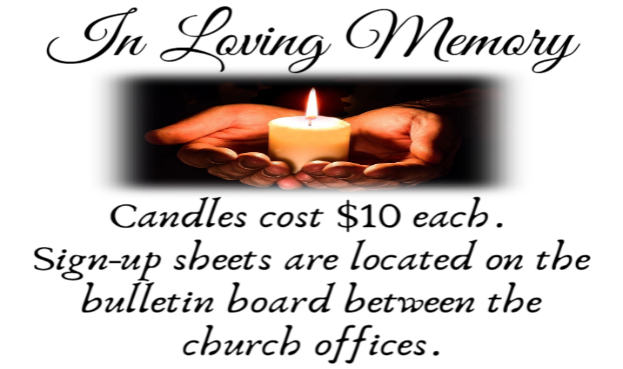 In Loving Memory
Candles cost $10 each.
Sign-up sheets are located on the
bulletin board between the
church offices.